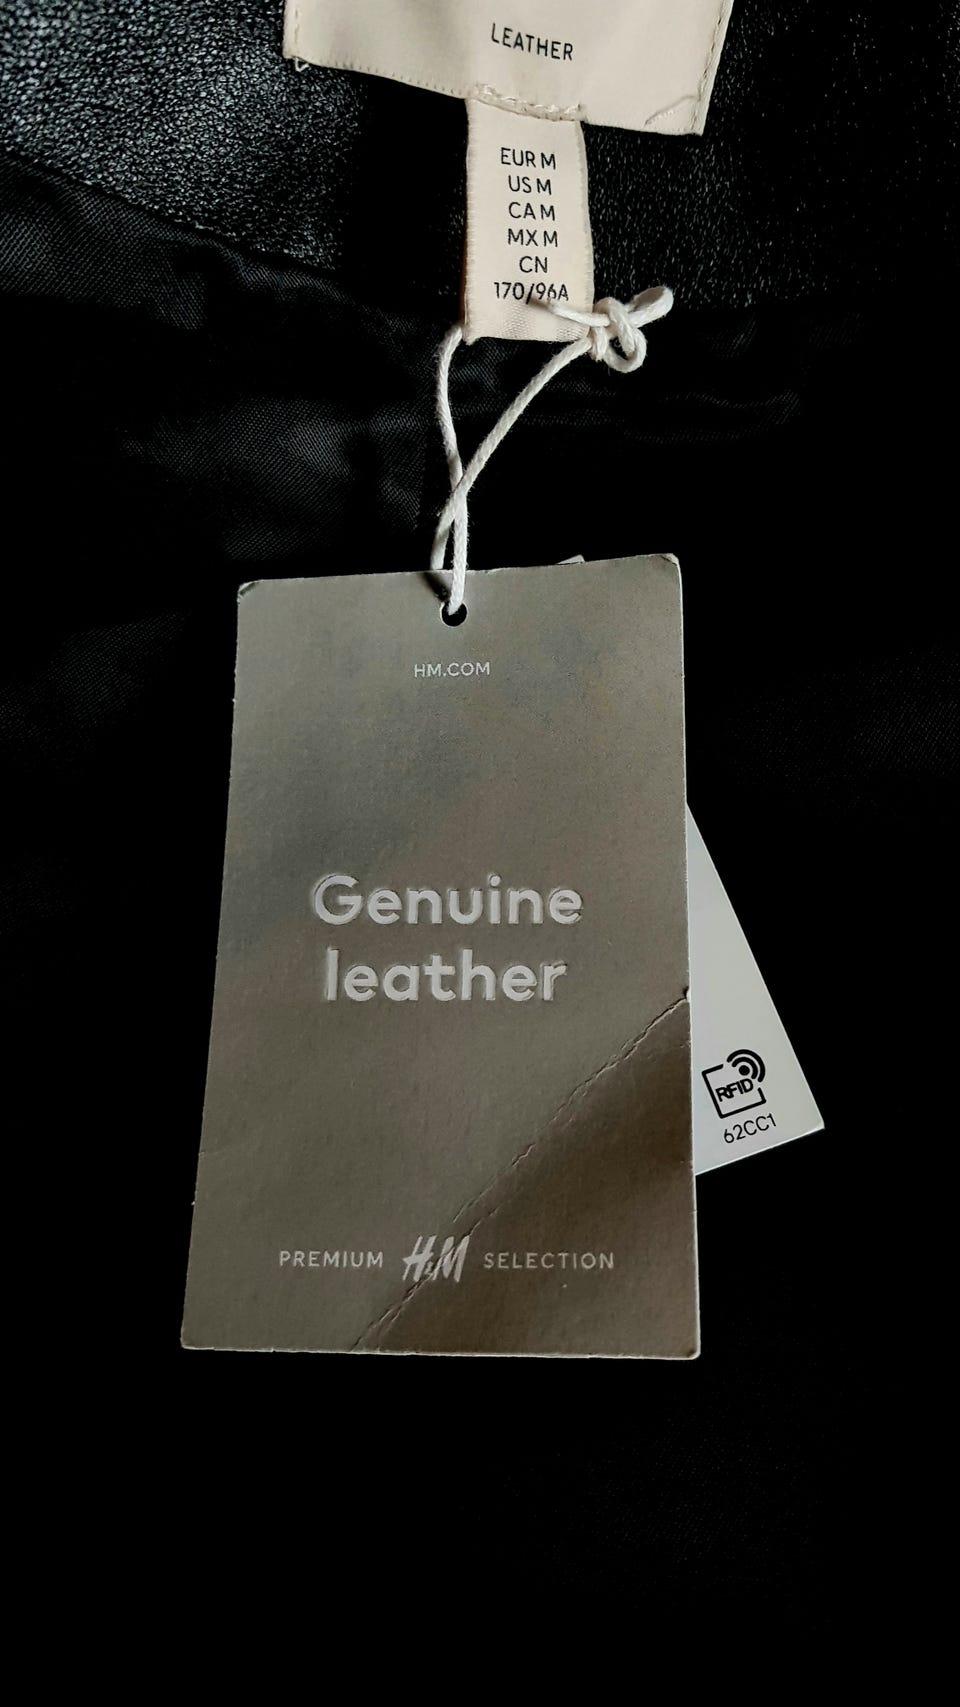 LEATHER
EUR M
US M
CA M
MX M
CN
170/96A
HM.COM
Genuine
leather
PREMIUM H&M SELECTION
RFID
62CC1